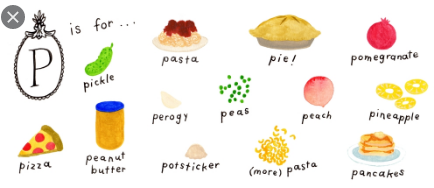 P is for...
pickle
pasta
pie!
pomegranate
perogy
peas
peach
pineapple
pizza
peanut
butter
potsticker
(more) pasta
pancakes